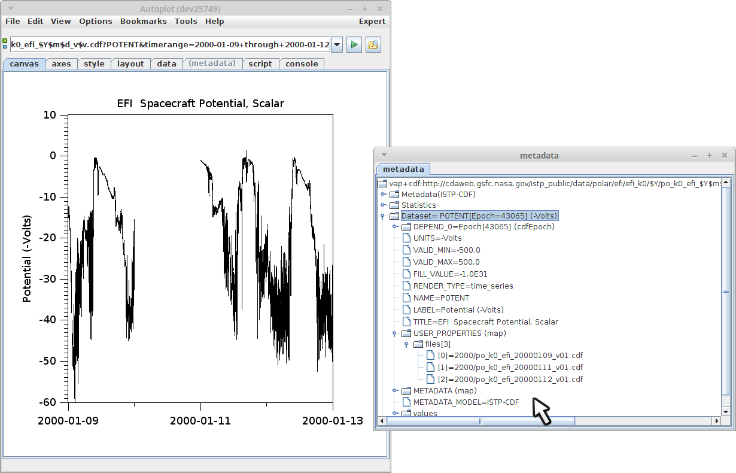 Autoplot (dev25749)
File Edit View Options Bookmarks Tools Help Expert
k0_efi_$Y$m$d_v$v.cdf?POTENT&timerange=2000-01-09+through+2000-01-12
canvas axes style layout data (metadata) script console
EFI Spacecraft Potential, Scalar
10
0
-10
-20
-30
-40
-50
-60
Potential (-Volts)
2000-01-09 2000-01-11 2000-01-13
metadata
metadata
vap+cdf:http://cdaweb.gsfc.nasa.gov/istp_public/data/polar/efi/efi_k0/$Y/po_k0_efi_$Y$m$
Metadata(ISTP-CDF)
Statistics
Dataset= POTENT[Epoch=43065] (-Volts)
DEPEND_0=Epoch[43065] (cdfEpoch)
UNITS=-Volts
VALID_MIN=-500.0
VALID_MAX=500.0
FILL_VALUE=-1.0E31
RENDER_TYPE=time_series
NAME=POTENT
LABEL=Potential (-Volts)
TITLE=EFI Spacecraft Potential, Scalar
USER_PROPERTIES (map)
files[3]
[0]=2000/po_k0_efi_20000109_v01.cdf
[1]=2000/po_k0_efi_20000111_v01.cdf
[2]=2000/po_k0_efi_20000112_v01.cdf
METADATA (map)
METADATA_MODEL=ISTP-CDF
values